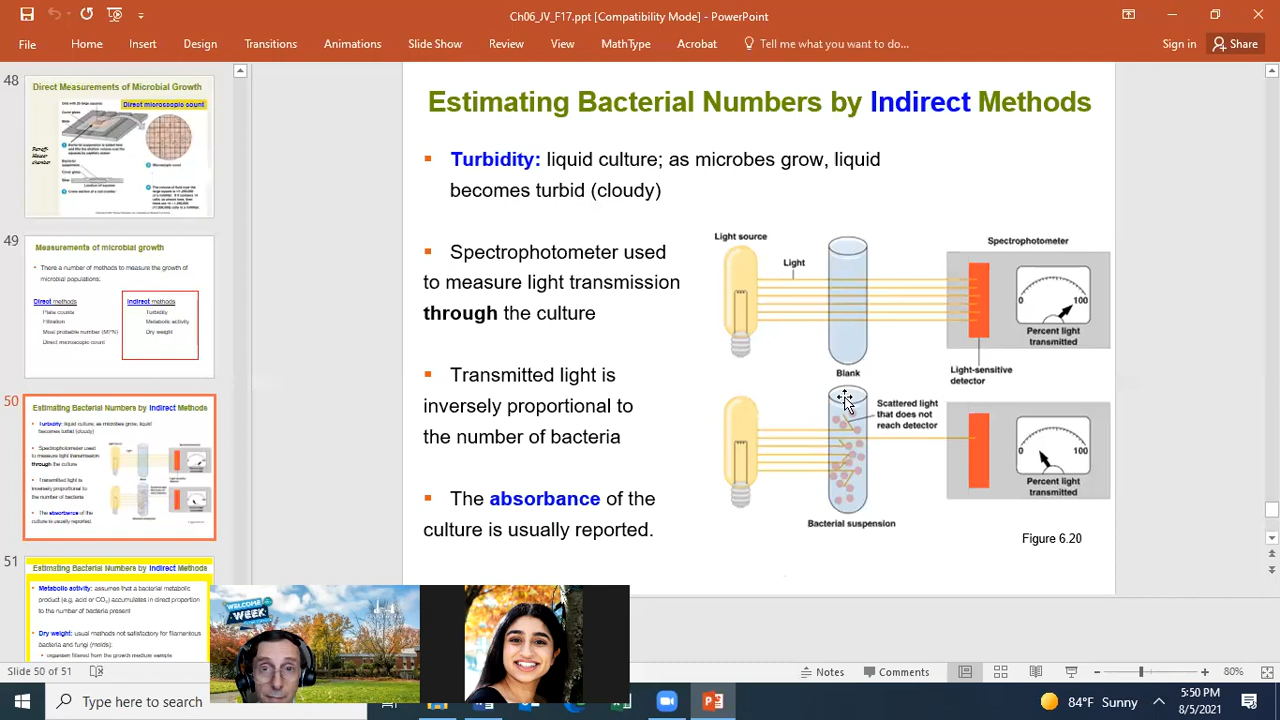 Ch06_JV_F17.ppt [Compatibility Mode] - PowerPoint
File Home Insert Design Slide Show Transitions Animations Review View MathType Acrobat Tell me what you want to do... Sign in Share
48
Direct Measurements of Microbial Growth
Direct microscopic count
49
Measurements of microbial growth
There a number of methods to measure the growth of
microbial populations.
Direct methods
Plate counts
Filtration
Most probable number (MPN)
Direct microscopic count
Indirect methods
Turbidity
Metabolic activity
Dry weight
50
Estimating Bacterial Numbers by Indirect Methods
Turbidity: liquid culture; as microbes grow, liquid
becomes turbid (cloudy)
Spectrophotometer used
to measure light transmission
through the culture
Transmitted light is
inversely proportional to
the number of bacteria
The absorbance of the
culture is usually reported.
51
Estimating Bacterial Numbers by Indirect Methods
Metabolic activity: assumes that a bacterial metabolic
product (e.g. acid or CO2) accumulates in direct proportion
to the number of bacteria present
Dry weight: usual methods not satisfactory for filamentous
bacteria and fungi (molds).
organism filtered from the growth medium sample
Estimating Bacterial Numbers by Indirect Methods
Turbidity: liquid culture; as microbes grow, liquid
becomes turbid (cloudy)
Spectrophotometer used
to measure light transmission
through the culture
Transmitted light is
inversely proportional to
the number of bacteria
The absorbance of the
culture is usually reported.
Light source
Light
Blank
Spectrophotometer
0 100
Percent light
transmitted
Light-sensitive
detector
Scattered light
that does not
reach detector
0 100
Percent light
transmitted
Bacterial suspension
Figure 6.20
WELCOME
WEEK
Slide 50 of 51
Notes Comments
Type here to search
84°F Sunny
5:50 PM
8/5/2021